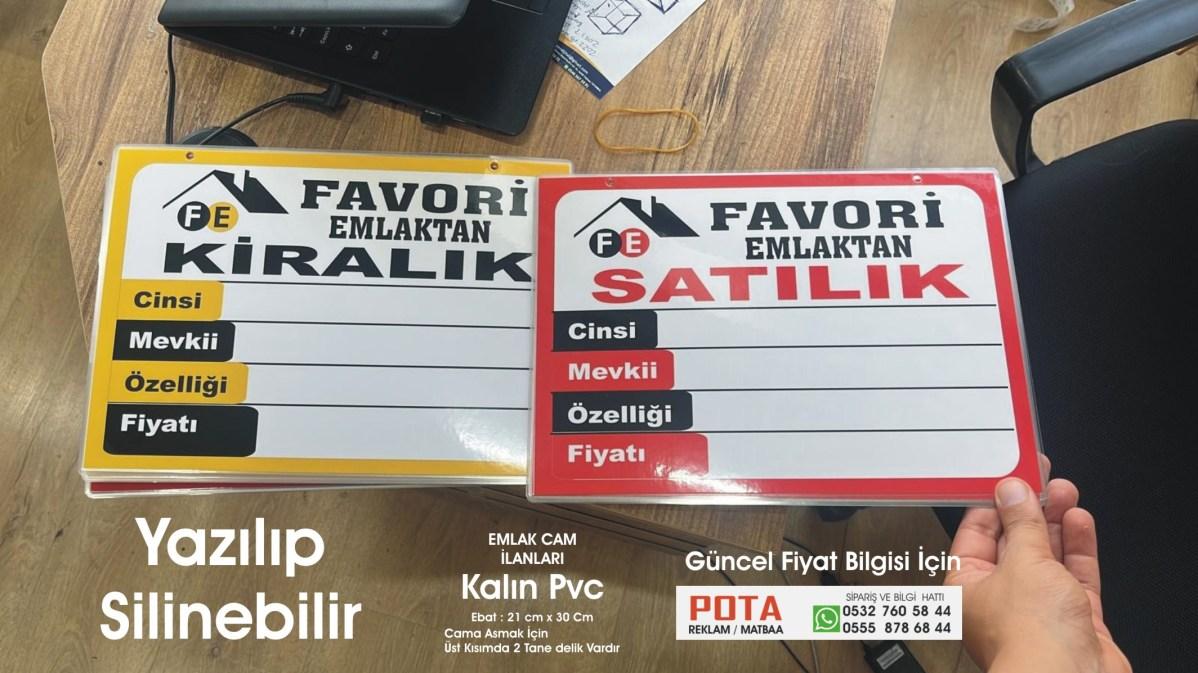 FE
FAVORİ
EMLAKTAN
KİRALIK
Cinsi
Mevkii
Özelliği
Fiyatı
FE
FAVORİ
EMLAKTAN
SATILIK
Cinsi
Mevkii
Özelliği
Fiyatı
Yazılıp
Silinebilir
EMLAK CAM
İLANLARI
Kalın Pvc
Ebat : 21 cm x 30 Cm
Cama Asmak İçin
Üst Kısımda 2 Tane delik Vardır
Güncel Fiyat Bilgisi İçin
POTA
REKLAM / MATBAA
SİPARİŞ VE BİLGİ HATTI
0532 760 58 44
0555 878 68 44